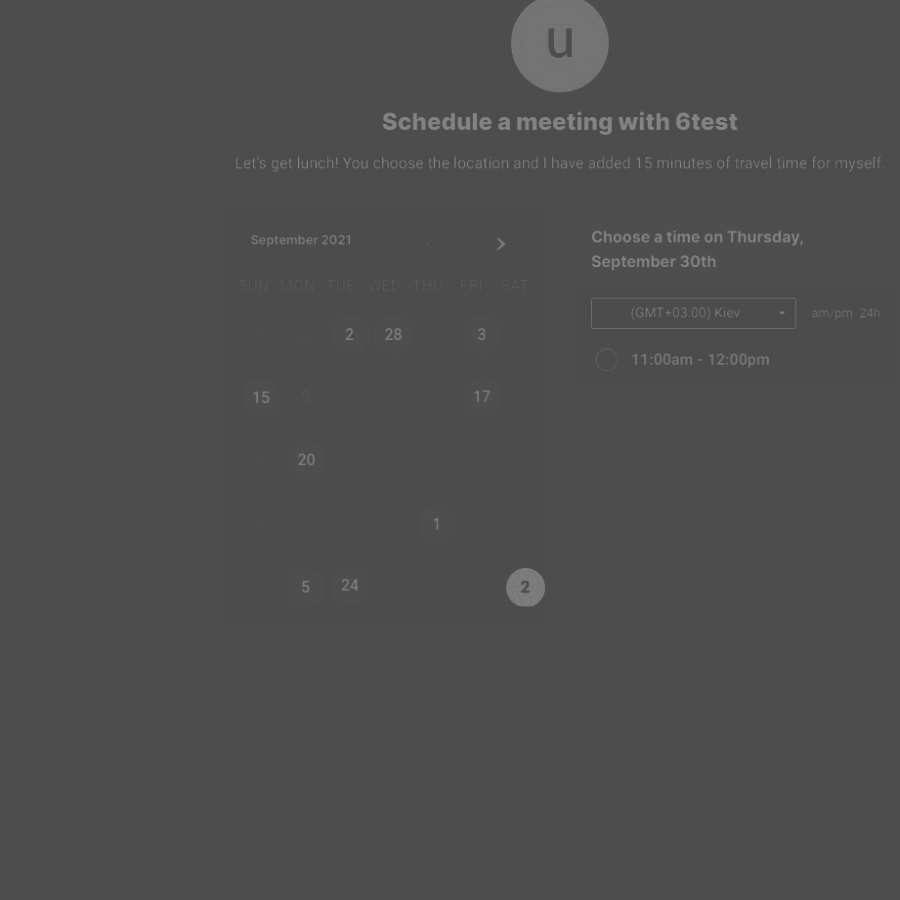 u
Schedule a meeting with 6test
Let's get lunch! You choose the location and I have added 15 minutes of travel time for myself.
September 2021
SUN MON TUE WED THU FRI SAT
2 28 3
15 5 17
20
1
5 24 2
Choose a time on Thursday,
September 30th
(GMT+03:00) Kiev
am/pm 24h
11:00am - 12:00pm